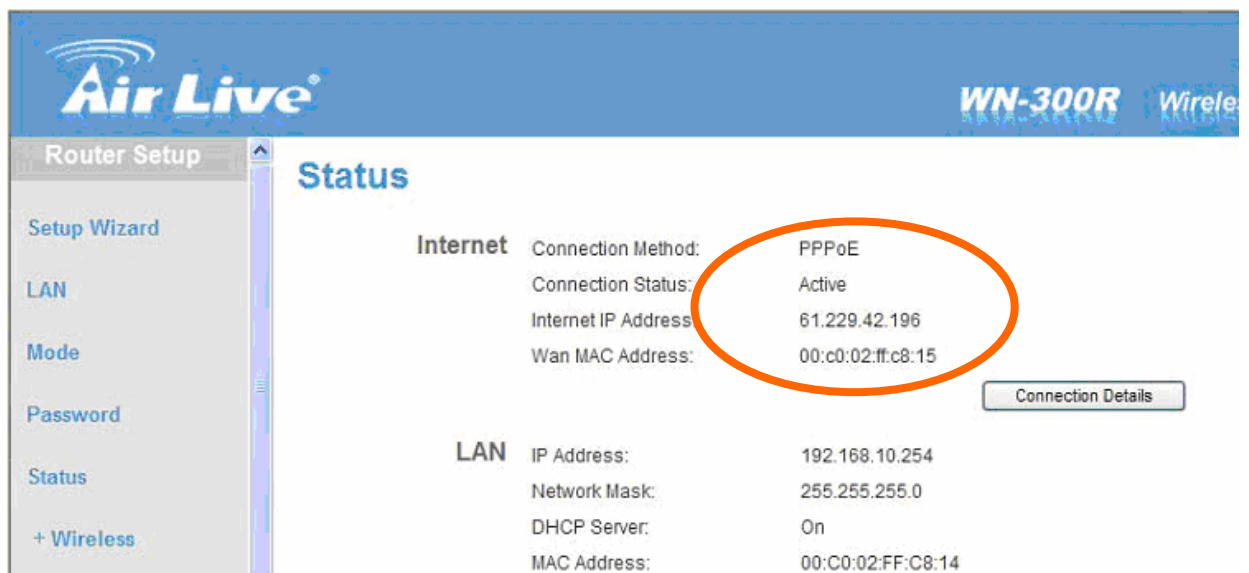 Air Live®
WN-300R Wireles
Router Setup
Setup Wizard
LAN
Mode
Password
Status
+ Wireless
Status
Internet
Connection Method: PPPoE
Connection Status: Active
Internet IP Address: 61.229.42.196
Wan MAC Address: 00:c0:02:ff:c8:15
Connection Details
LAN
IP Address: 192.168.10.254
Network Mask: 255.255.255.0
DHCP Server: On
MAC Address: 00:C0:02:FF:C8:14